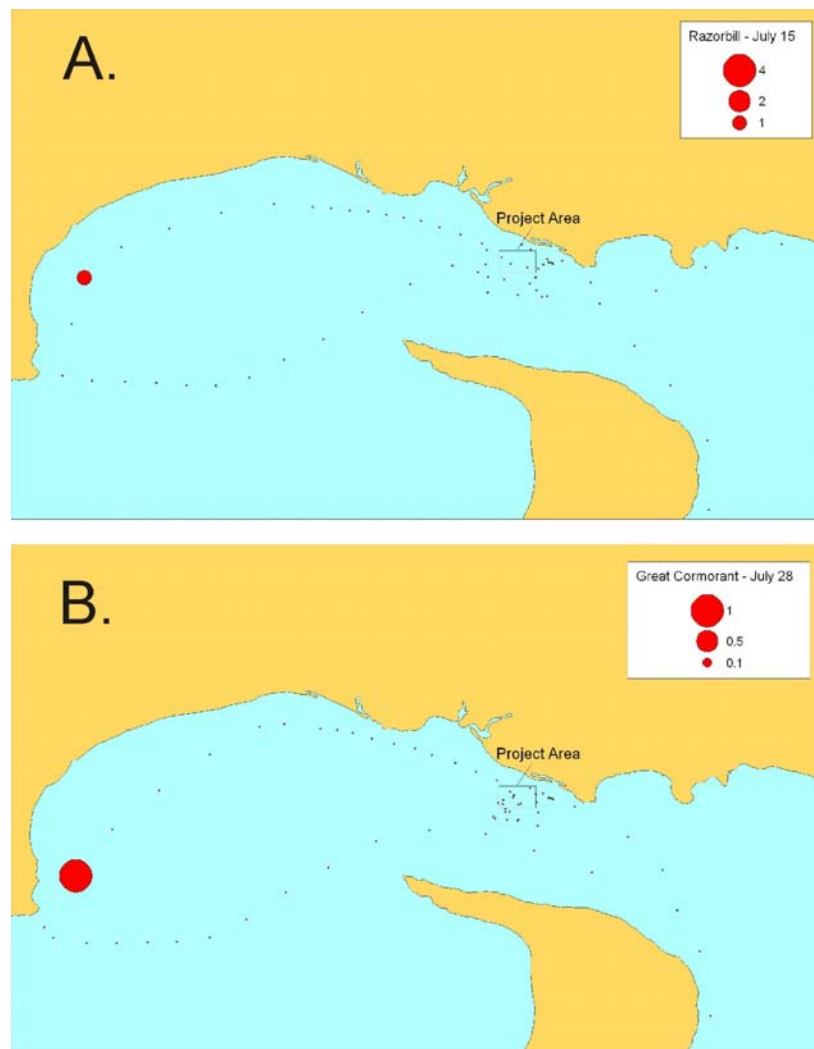 A.
Razorbill - July 15
4
2
1
Project Area
B.
Great Cormorant - July 28
1
0.5
0.1
Project Area